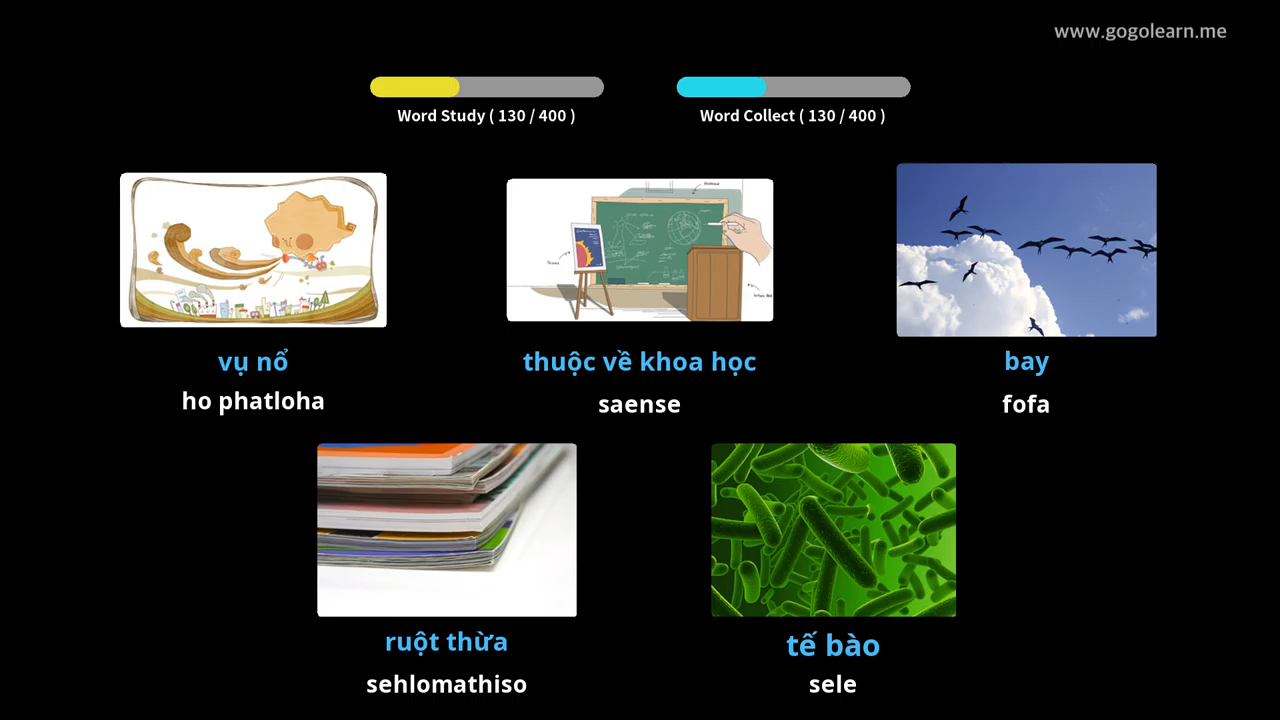 www.gogolearn.me
Word Study ( 130 / 400 )
Word Collect ( 130 / 400 )
vụ nổ
ho phatloha
thuộc về khoa học
saense
bay
fofa
ruột thừa
sehlomathiso
tế bào
sele